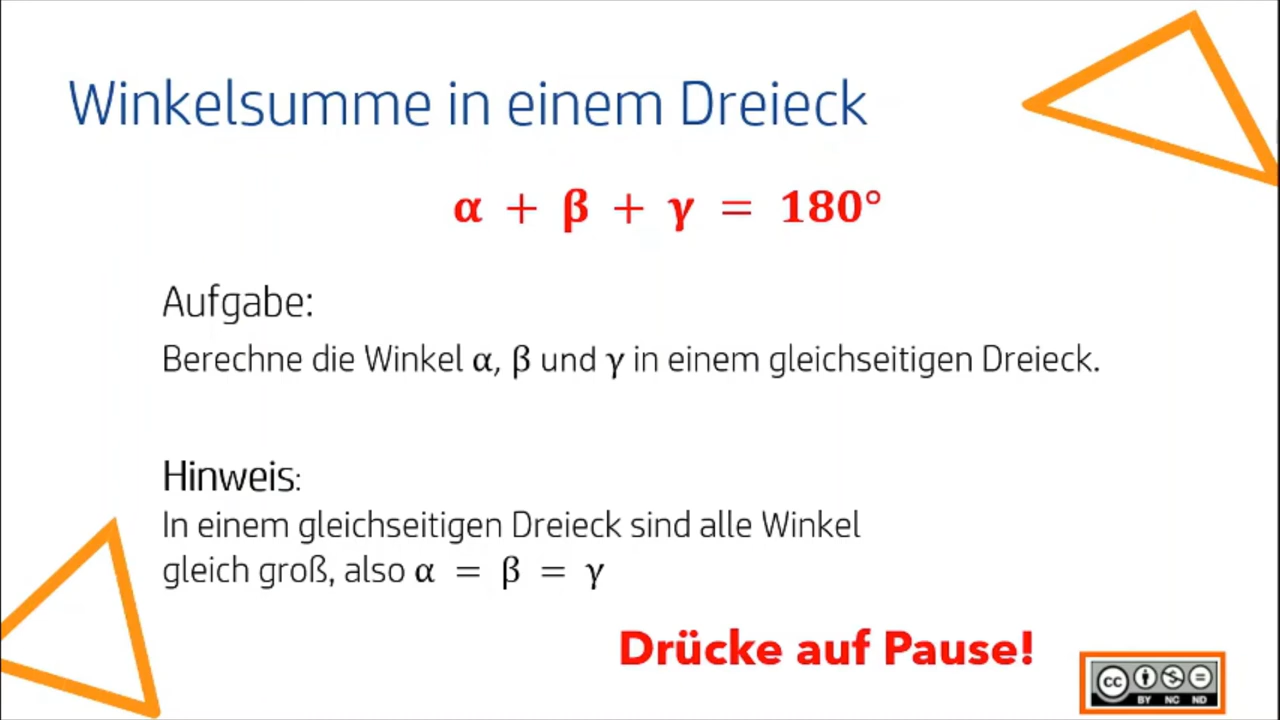 Winkelsumme in einem Dreieck
α + β + γ = 180°
Aufgabe:
Berechne die Winkel α, β und γ in einem gleichseitigen Dreieck.
Hinweis:
In einem gleichseitigen Dreieck sind alle Winkel
gleich groß, also α = β = γ
Drücke auf Pause!
cc
BY NC ND